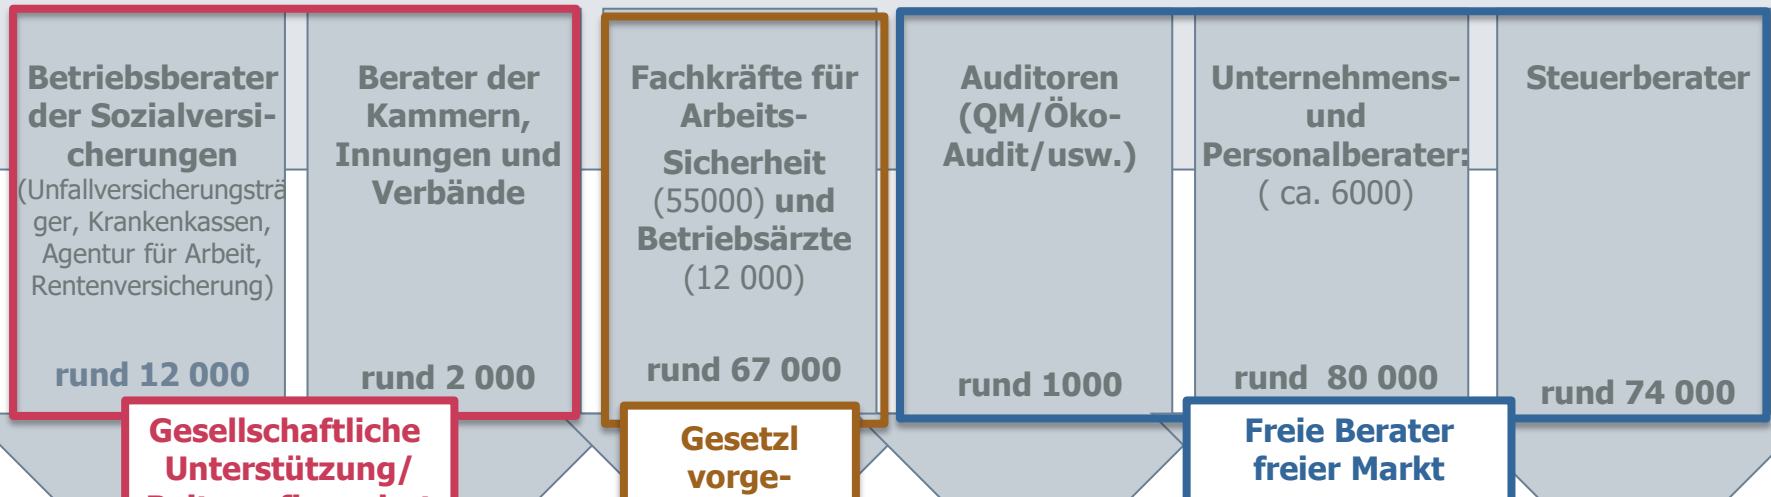 Betriebsberater
der Sozialversi-
cherungen
(Unfallversicherungsträ
ger, Krankenkassen,
Agentur für Arbeit,
Rentenversicherung)
rund 12 000
Berater der
Kammern,
Innungen und
Verbände
rund 2 000
Fachkräfte für
Arbeits-
Sicherheit
(55000) und
Betriebsärzte
(12 000)
rund 67 000
Auditoren
(QM/Öko-
Audit/usw.)
rund 1000
Unternehmens-
und
Personalberater:
( ca. 6000)
rund 80 000
Steuerberater
rund 74 000
Gesellschaftliche
Unterstützung/
Gesetzl
vorge-
Freie Berater
freier Markt